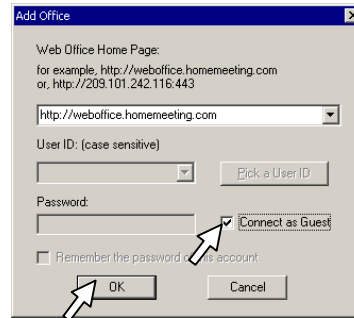 Add Office
Web Office Home Page:
for example, http://weboffice.homemeeting.com
or, http://209.101.242.116:443
http://weboffice.homemeeting.com
User ID: (case sensitive)
Pick a User ID
Password:
Connect as Guest
Remember the password account
OK Cancel